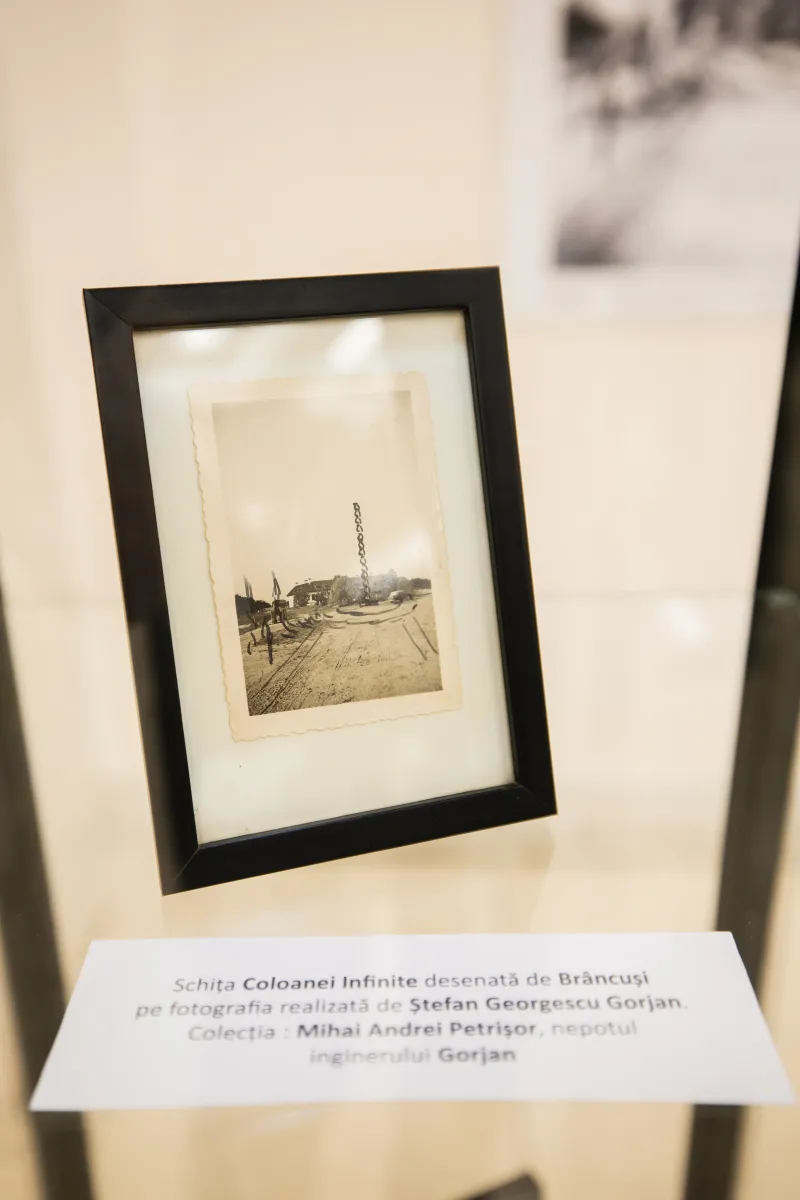 Schița Coloanei Infinite desenată de Brâncuși
pe fotografia realizată de Ștefan Georgescu Gorjan.
Colecția : Mihai Andrei Petrișor, nepotul
inginerului Gorjan